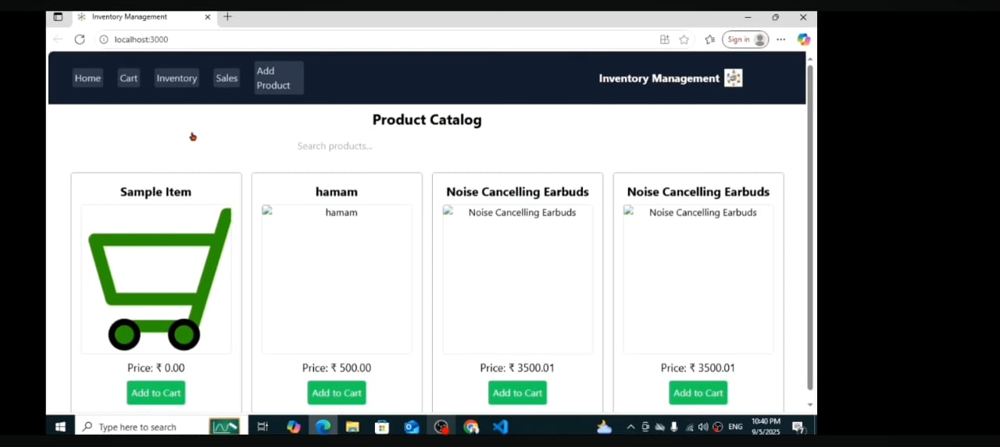 Inventory Management
localhost:3000
Sign in
Home
Cart
Inventory
Sales
Add
Product
Inventory Management
Product Catalog
Search products...
Sample Item
hamam
Noise Cancelling Earbuds
Noise Cancelling Earbuds
hamam
Noise Cancelling Earbuds
Noise Cancelling Earbuds
Price: ₹ 0.00
Price: ₹ 500.00
Price: ₹ 3500.01
Price: ₹ 3500.01
Add to Cart
Add to Cart
Add to Cart
Add to Cart
Type here to search
ENG
10:40 PM
9/5/2025